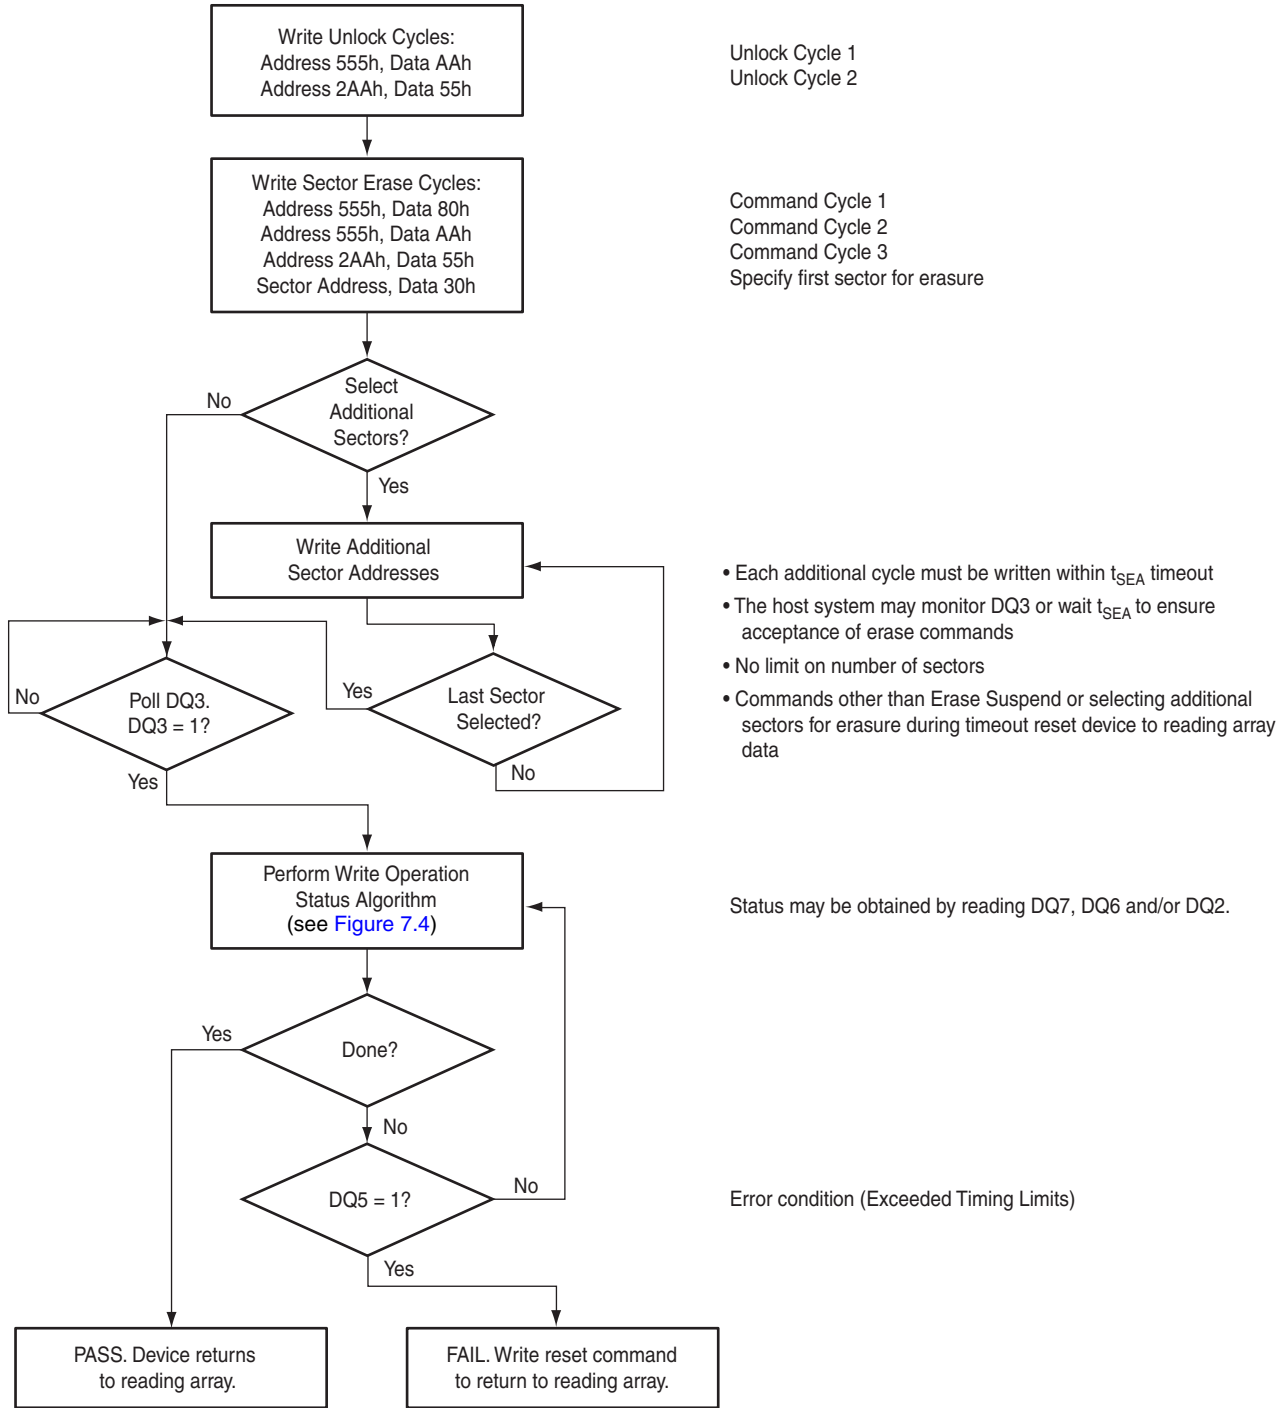 Write Unlock Cycles:
Address 555h, Data AAh
Address 2AAh, Data 55h
Unlock Cycle 1
Unlock Cycle 2
Write Sector Erase Cycles:
Address 555h, Data 80h
Address 555h, Data AAh
Address 2AAh, Data 55h
Sector Address, Data 30h
Command Cycle 1
Command Cycle 2
Command Cycle 3
Specify first sector for erasure
Select
Additional
Sectors?
No
Yes
Write Additional
Sector Addresses
• Each additional cycle must be written within tSEA timeout
• The host system may monitor DQ3 or wait tSEA to ensure
acceptance of erase commands
• No limit on number of sectors
• Commands other than Erase Suspend or selecting additional
sectors for erasure during timeout reset device to reading array
data
No
Poll DQ3.
DQ3 = 1?
Yes
Yes
Last Sector
Selected?
No
Perform Write Operation
Status Algorithm
(see Figure 7.4)
Status may be obtained by reading DQ7, DQ6 and/or DQ2.
Yes
Done?
No
DQ5 = 1?
No
Yes
Error condition (Exceeded Timing Limits)
PASS. Device returns
to reading array.
FAIL. Write reset command
to return to reading array.